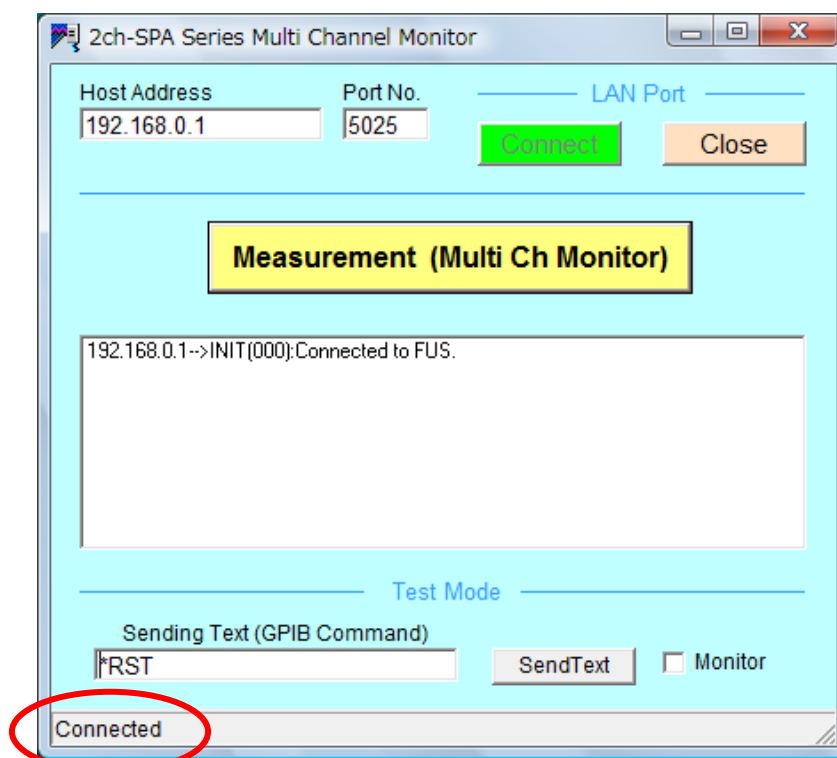 2ch-SPA Series Multi Channel Monitor
Host Address Port No. LAN Port
192.168.0.1 5025 Connect Close
Measurement (Multi Ch Monitor)
192.168.0.1-->INIT(000):Connected to FUS.
Test Mode
Sending Text (GPIB Command)
*RST SendText Monitor
Connected